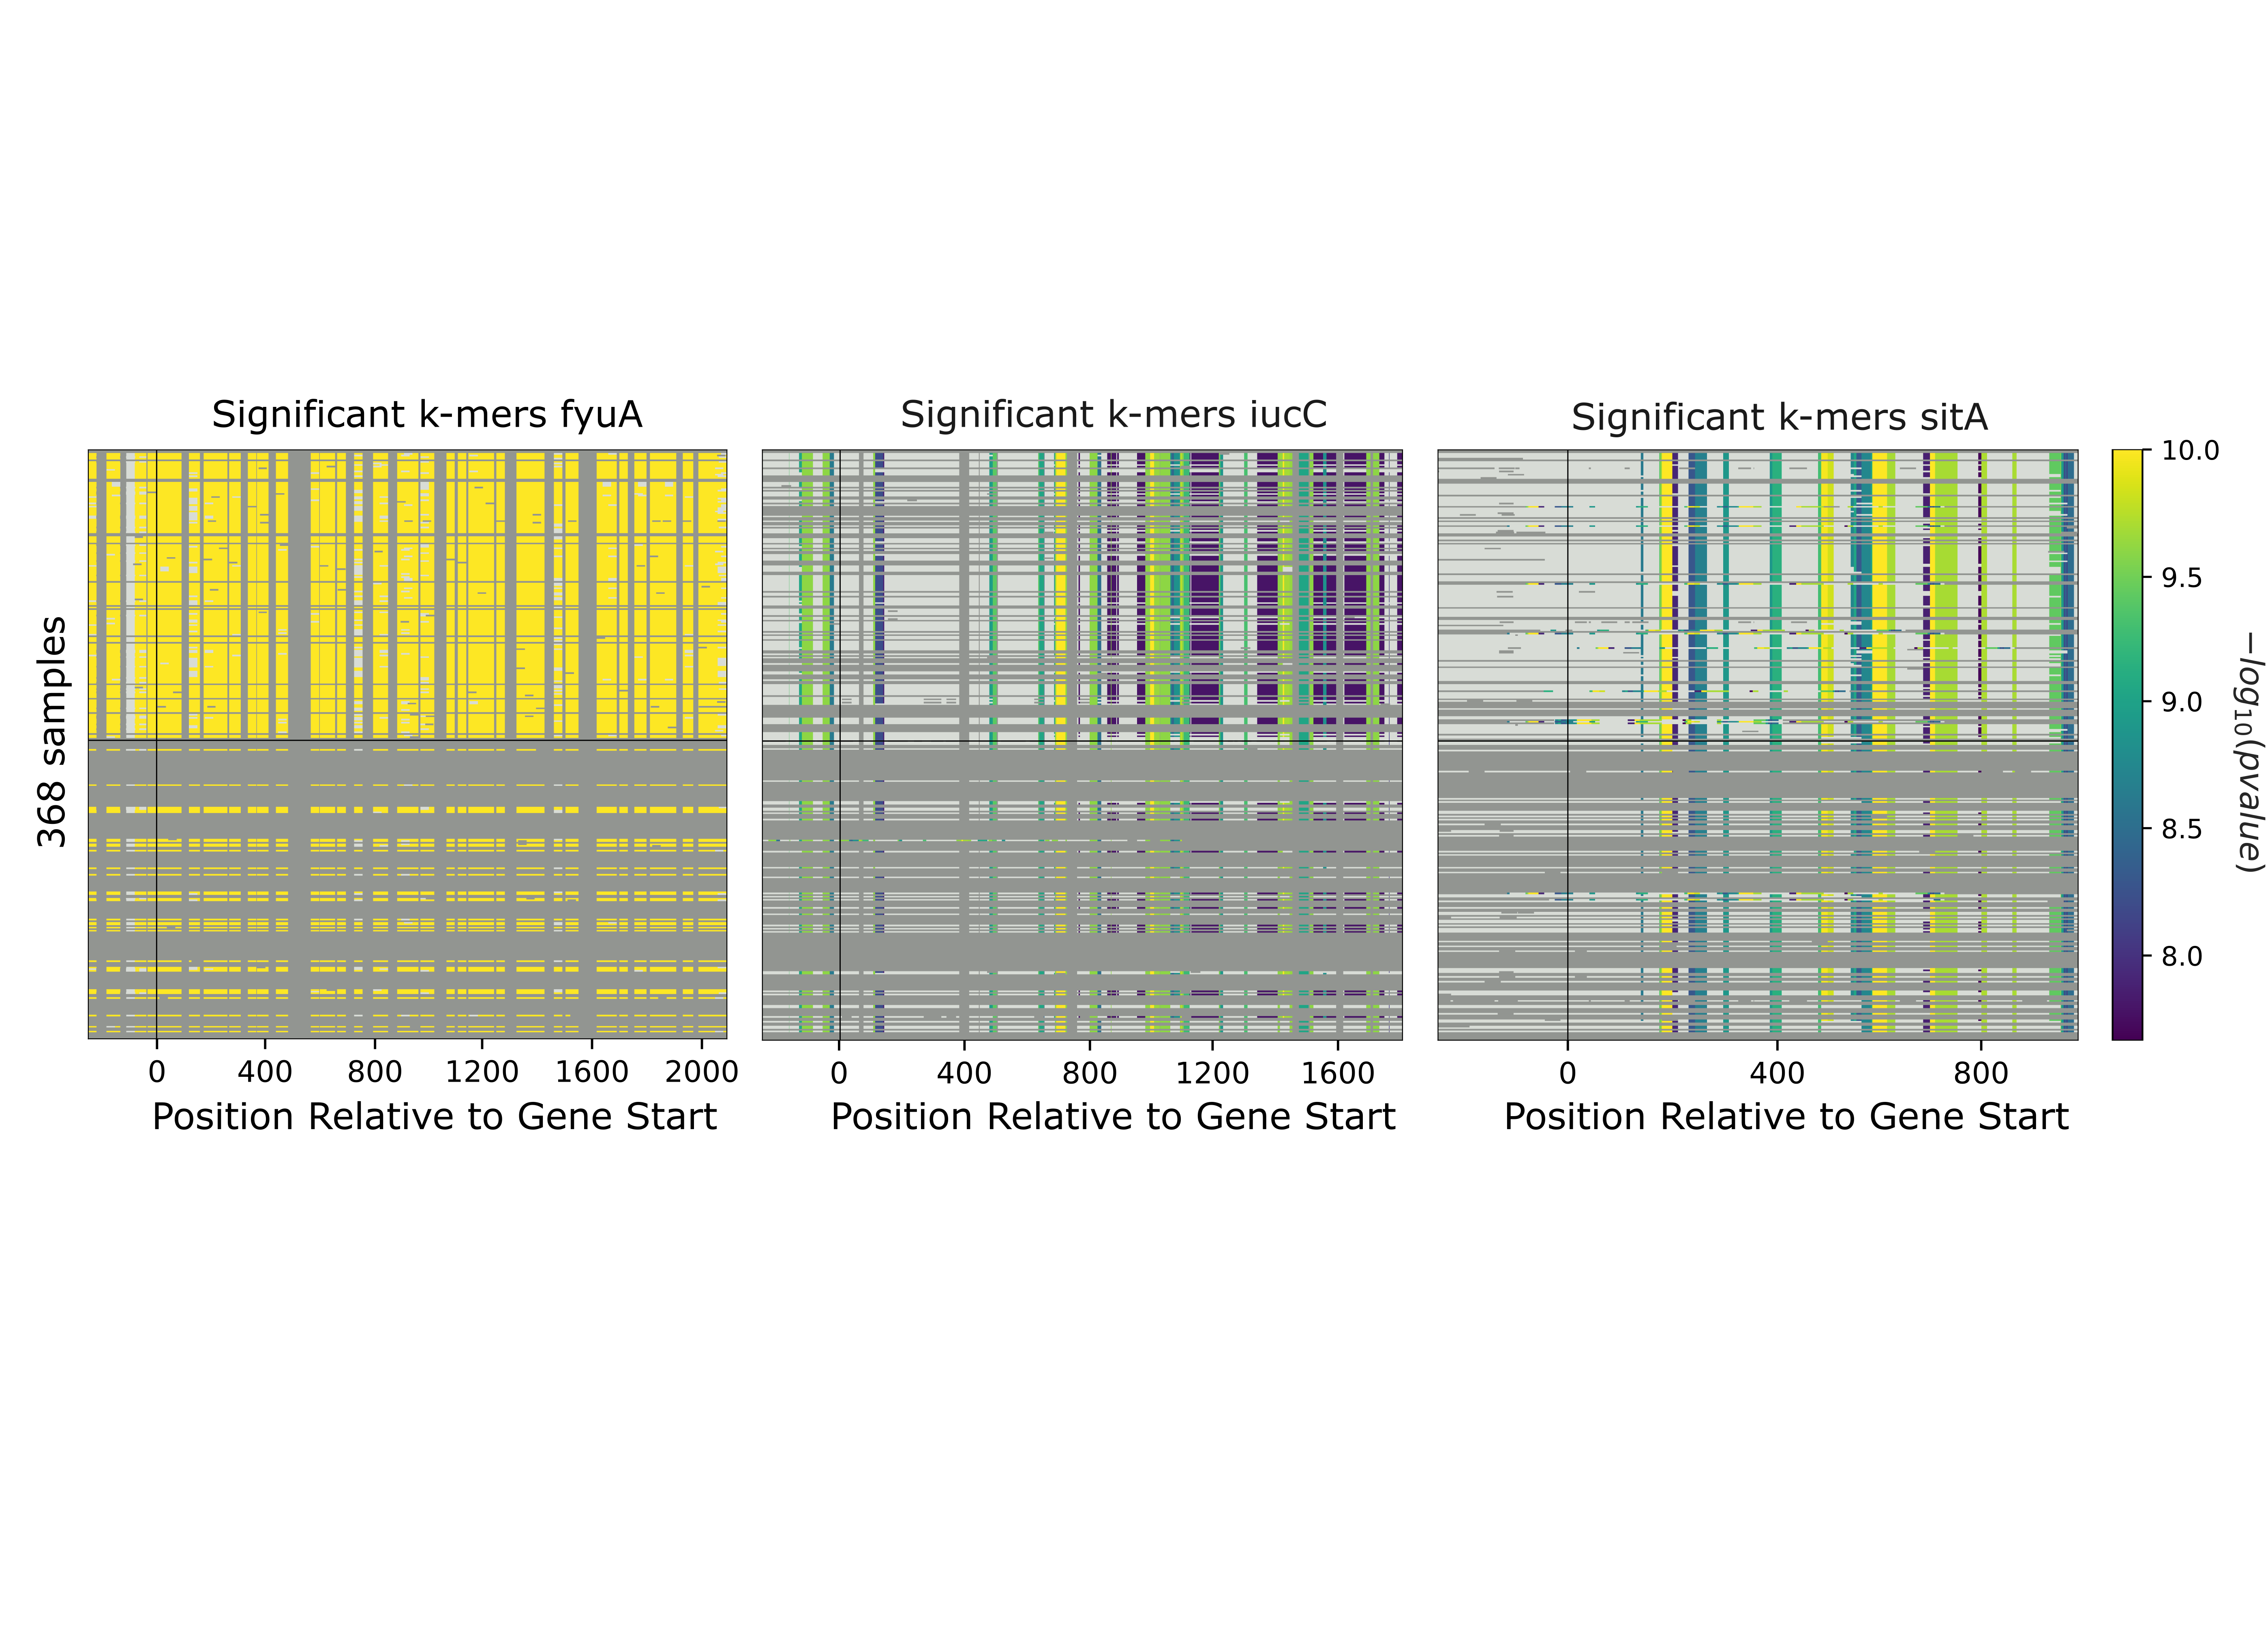 Significant k-mers fyuA
Significant k-mers iucC
Significant k-mers sitA
368 samples
0 400 800 1200 1600 2000
Position Relative to Gene Start
0 400 800 1200 1600
Position Relative to Gene Start
0 400 800
Position Relative to Gene Start
10.0
9.5
9.0
8.5
8.0
−log₁₀(pvalue)